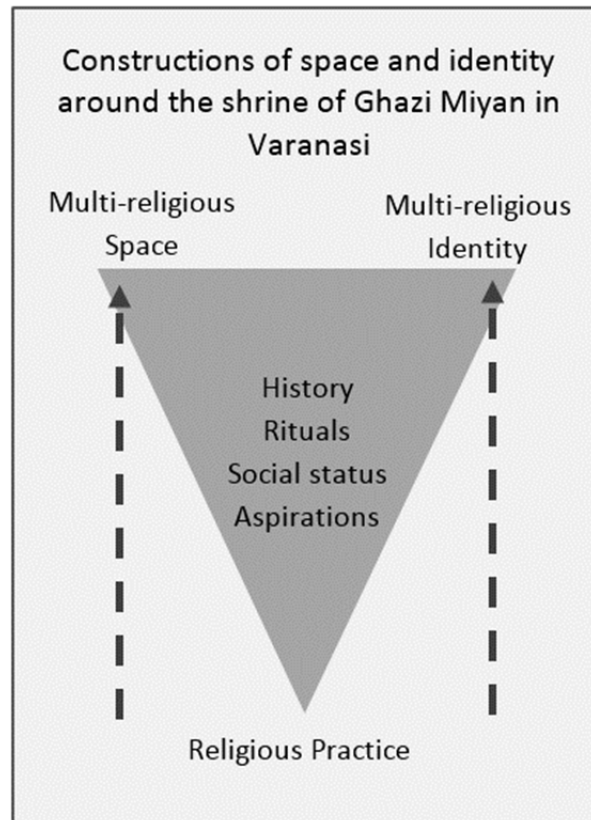 Constructions of space and identity
around the shrine of Ghazi Miyan in
Varanasi
Multi-religious
Space
Multi-religious
Identity
History
Rituals
Social status
Aspirations
Religious Practice